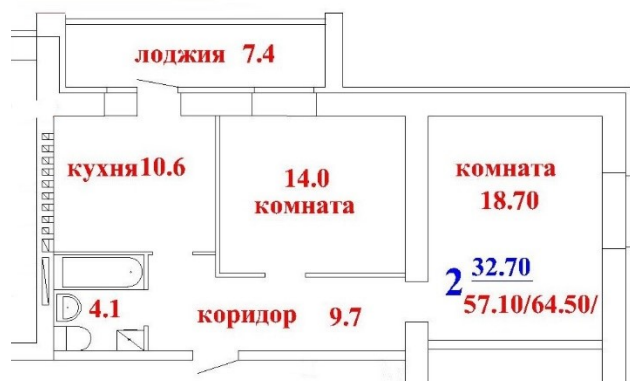 лоджия 7.4
кухня 10.6
14.0
комната
комната
18.70
2 32.70
57.10/64.50/
4.1
коридор 9.7